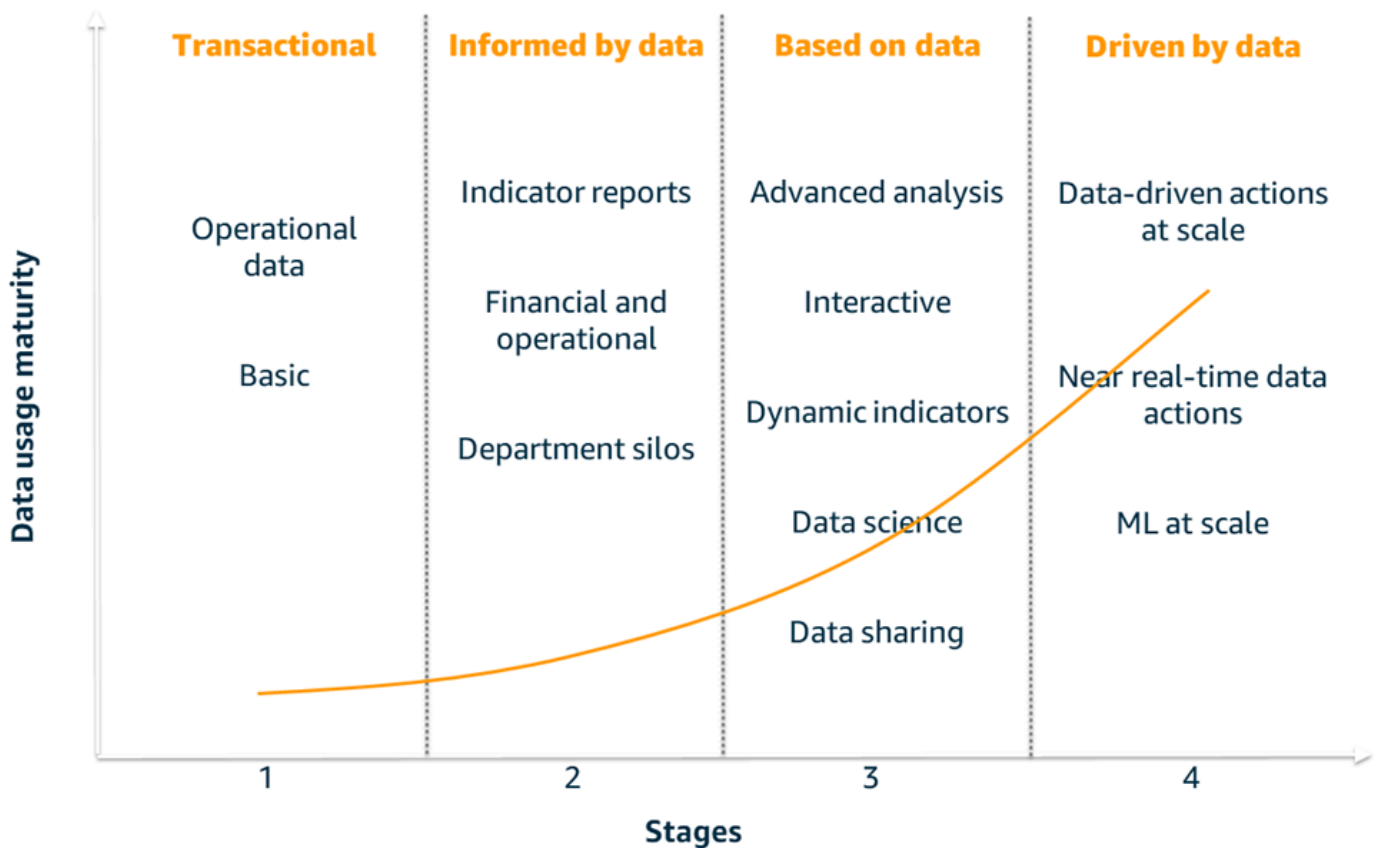 Transactional
Informed by data
Based on data
Driven by data
Operational
data
Basic
Indicator reports
Financial and
operational
Department silos
Advanced analysis
Interactive
Dynamic indicators
Data science
Data sharing
Data-driven actions
at scale
Near real-time data
actions
ML at scale
Data usage maturity
1
2
3
4
Stages